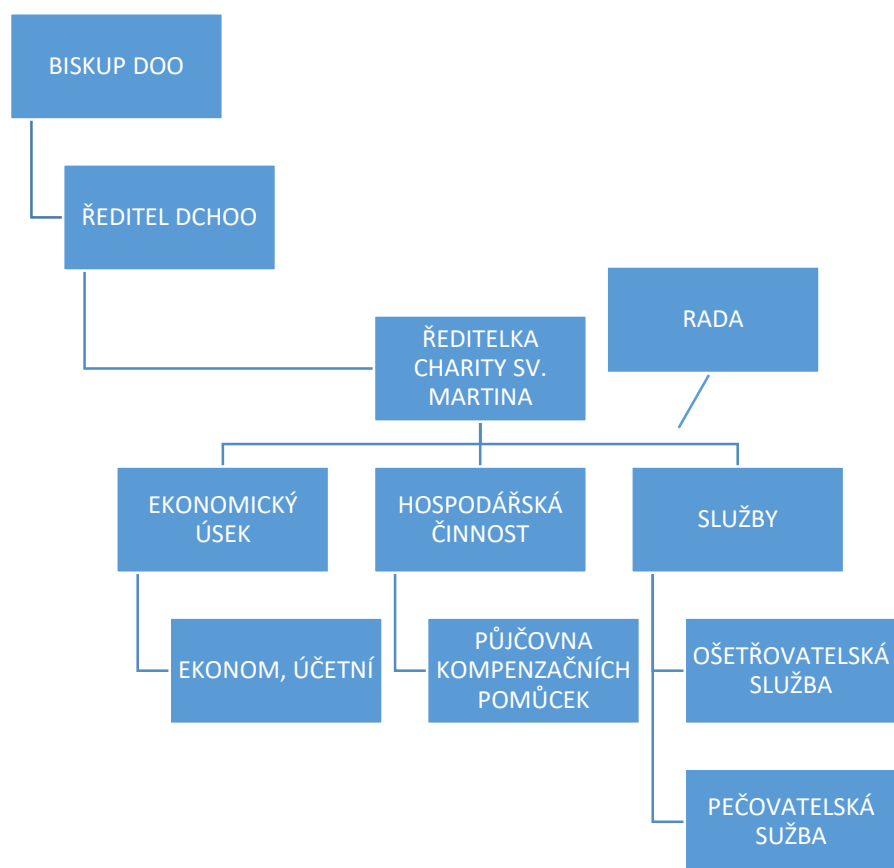 BISKUP DOO
ŘEDITEL DCHOO
RADA
ŘEDITELKA
CHARITY SV.
MARTINA
EKONOMICKÝ
ÚSEK
HOSPODÁŘSKÁ
ČINNOST
SLUŽBY
EKONOM, ÚČETNÍ
PŮJČOVNA
KOMPENZAČNÍCH
POMŮCEK
OŠETŘOVATELSKÁ
SLUŽBA
PEČOVATELSKÁ
SUŽBA